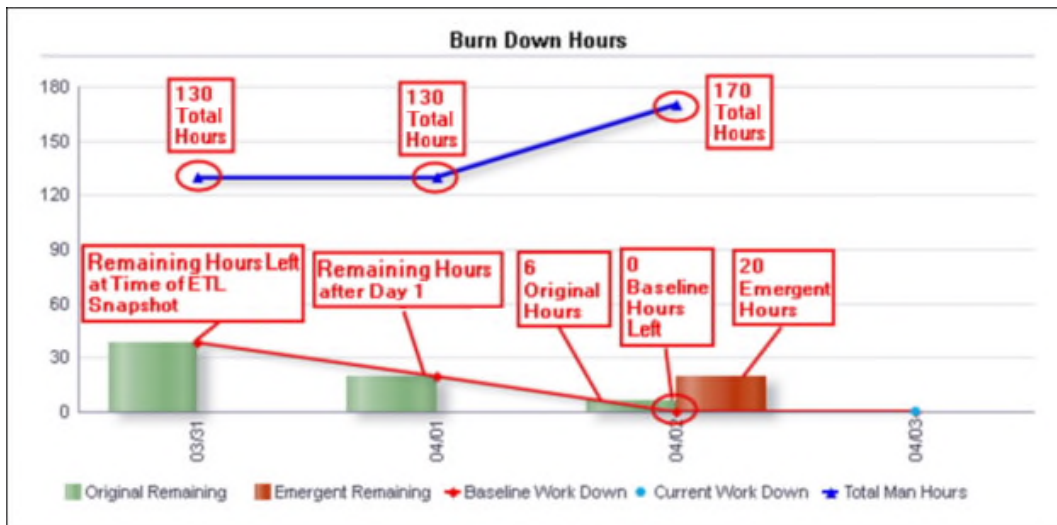 Burn Down Hours
180
150
120
90
60
30
0
130
Total
Hours
130
Total
Hours
170
Total
Hours
Remaining Hours Left
at Time of ETL
Snapshot
Remaining Hours
after Day 1
6
Original
Hours
0
Baseline
Hours
Left
20
Emergent
Hours
03/31
04/01
04/02
04/03
Original Remaining
Emergent Remaining
Baseline Work Down
Current Work Down
Total Man Hours